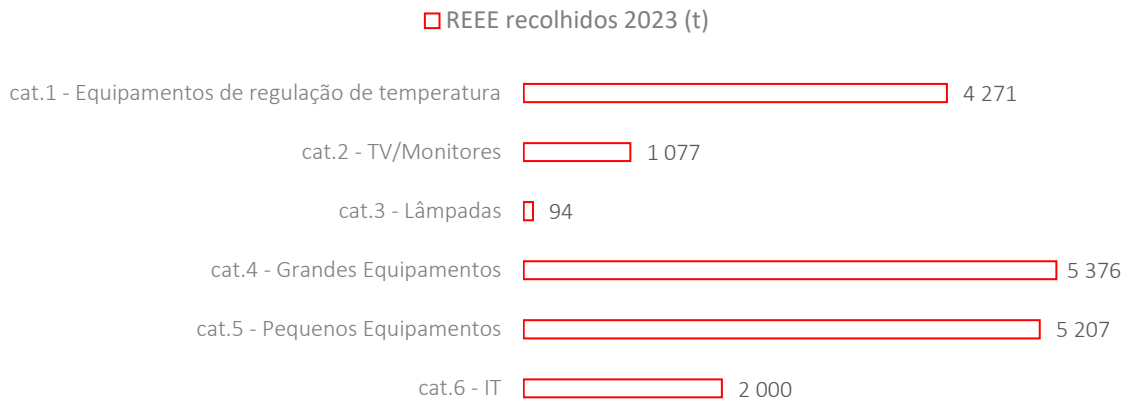 REEE recolhidos 2023 (t)
cat.1 - Equipamentos de regulação de temperatura 4 271
cat.2 - TV/Monitores 1 077
cat.3 - Lâmpadas 94
cat.4 - Grandes Equipamentos 5 376
cat.5 - Pequenos Equipamentos 5 207
cat.6 - IT 2 000